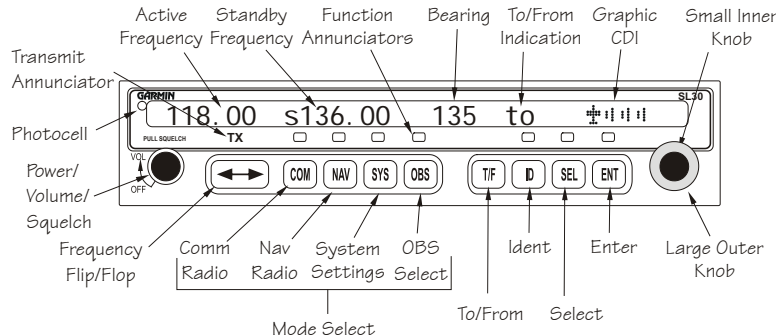 Active Frequency
Standby Frequency
Function Annunciators
Bearing
To/From Indication
Graphic CDI
Small Inner Knob
Transmit Annunciator
Photocell
Power/ Volume/ Squelch
GARMIN
SL30
118.00 s136.00 135 to
PULL SQUELCH
TX
VOL
OFF
COM
NAV
SYS
OBS
T/F
ID
SEL
ENT
Frequency Flip/Flop
Comm Radio
Nav Radio
System Settings
OBS Select
Mode Select
To/From
Ident
Select
Enter
Large Outer Knob